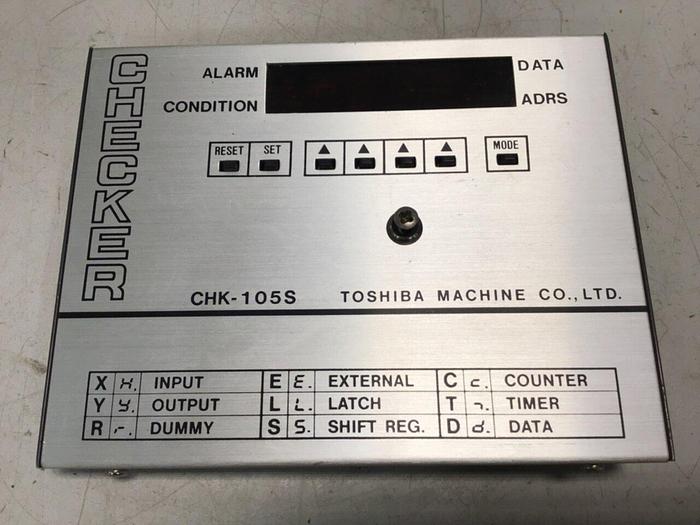 CHECKER
ALARM DATA
CONDITION ADRS
RESET SET ▲ ▲ ▲ ▲ MODE
CHK-105S TOSHIBA MACHINE CO., LTD.
X INPUT E E. EXTERNAL C c. COUNTER
Y y. OUTPUT L L. LATCH T TIMER
R r. DUMMY S S. SHIFT REG. D d. DATA